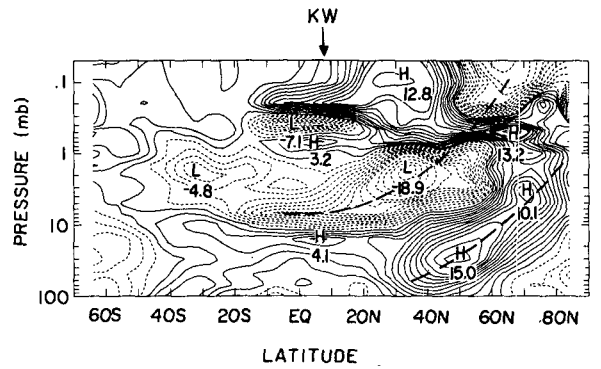 KW
.1
H
12.8
L
-7.1
H
3.2
H
13.2
1
L
-4.8
L
-18.9
H
10.1
PRESSURE (mb)
10
H
4.1
H
15.0
100
60S 40S 20S EQ 20N 40N 60N 80N
LATITUDE